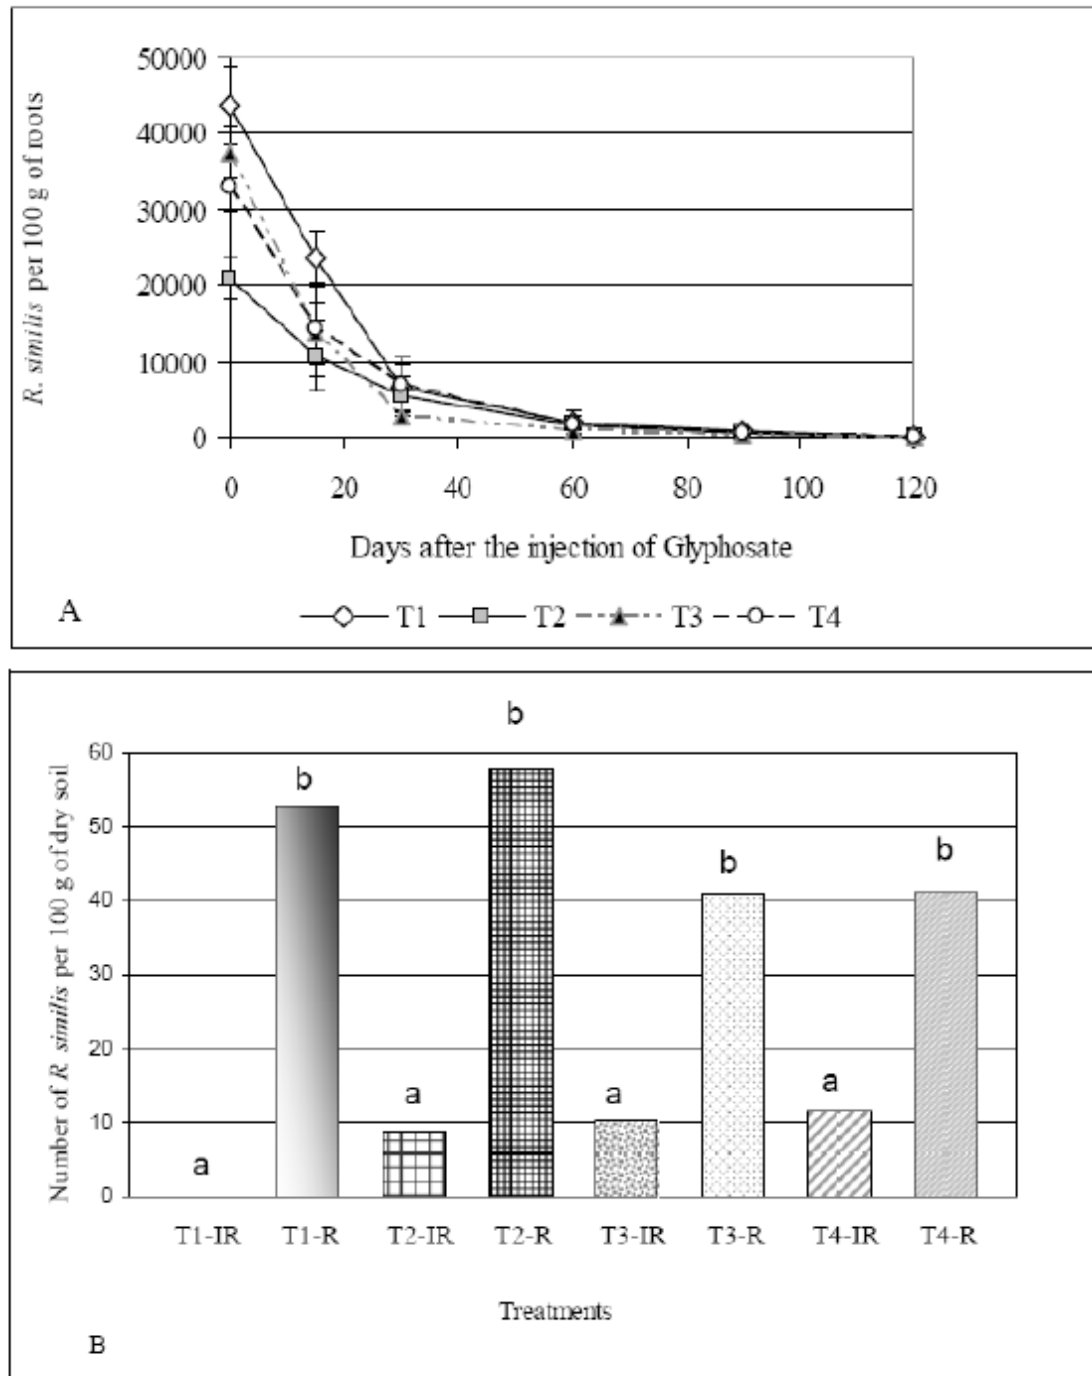 R. similis per 100 g of roots
50000
40000
30000
20000
10000
0
0 20 40 60 80 100 120
Days after the injection of Glyphosate
A
T1 T2 T3 T4
Number of R similis per 100 g of dry soil
60
50
40
30
20
10
0
a b a b a b a b
T1-IR T1-R T2-IR T2-R T3-IR T3-R T4-IR T4-R
Treatments
B